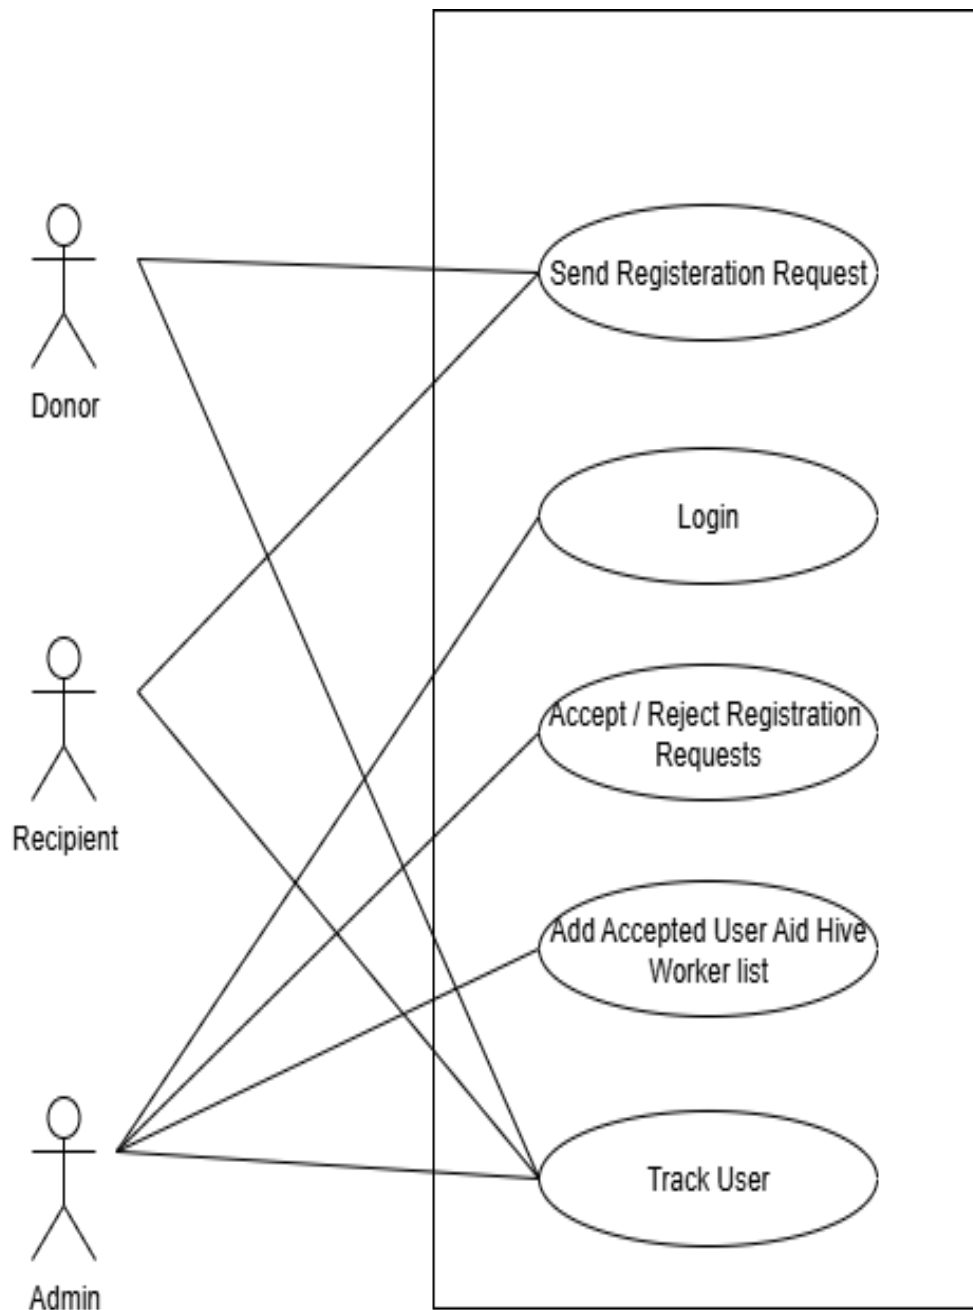 Send Registeration Request
Donor
Login
Accept / Reject Registration
Requests
Recipient
Add Accepted User Aid Hive
Worker list
Track User
Admin